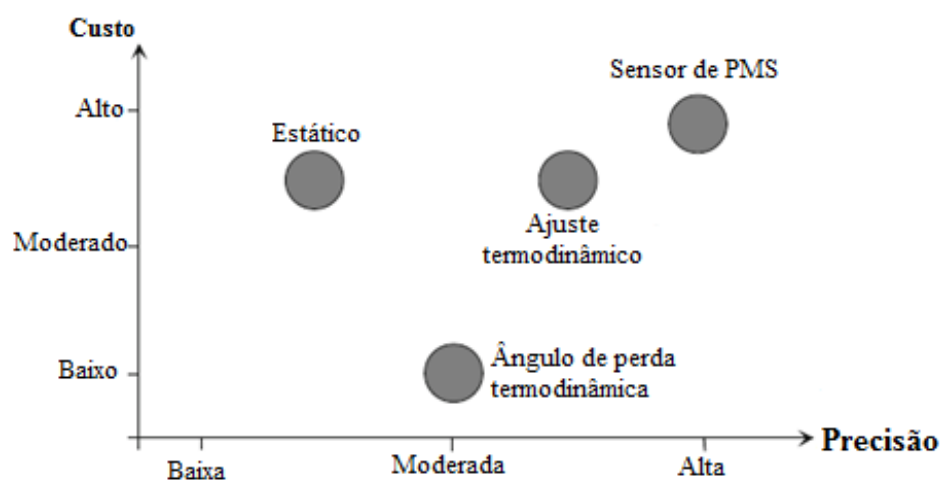 Custo
Sensor de PMS
Alto
Estático
Ajuste
termodinâmico
Moderado
Ângulo de perda
termodinâmica
Baixo
Precisão
Baixa
Moderada
Alta